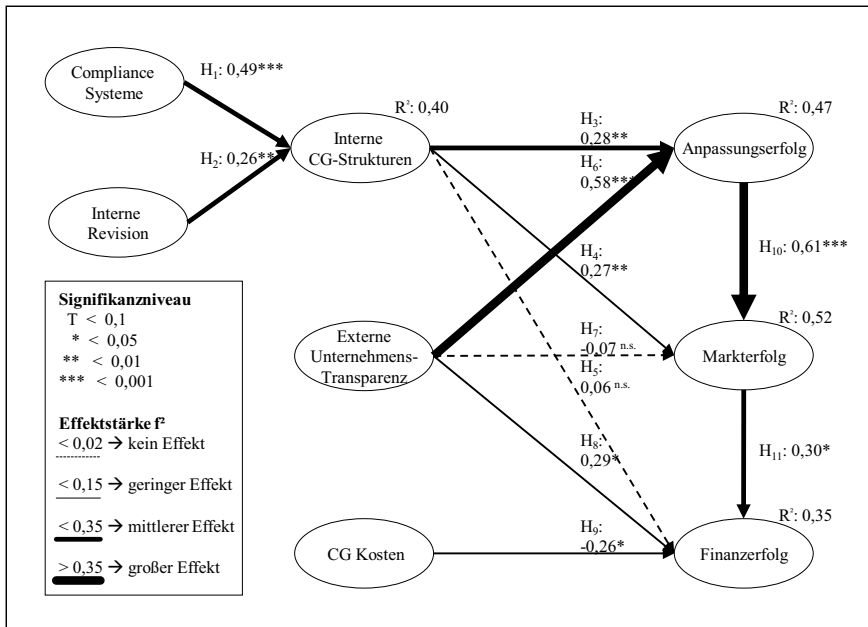 Compliance
Systeme
H₁: 0,49***
R²: 0,40
Interne
CG-Strukturen
H₂: 0,26**
Interne
Revision
H₃:
0,28**
H₆:
0,58***
R²: 0,47
Anpassungserfolg
H₄:
0,27**
H₁₀: 0,61***
Signifikanzniveau
T < 0,1
* < 0,05
** < 0,01
*** < 0,001
Effektstärke f²
< 0,02 → kein Effekt
< 0,15 → geringer Effekt
< 0,35 → mittlerer Effekt
> 0,35 → großer Effekt
Externe
Unternehmens-
Transparenz
H₇:
-0,07 n.s.
H₅:
0,06 n.s.
R²: 0,52
Markterfolg
H₈:
0,29*
H₁₁: 0,30*
CG Kosten
H₉:
-0,26*
R²: 0,35
Finanzerfolg